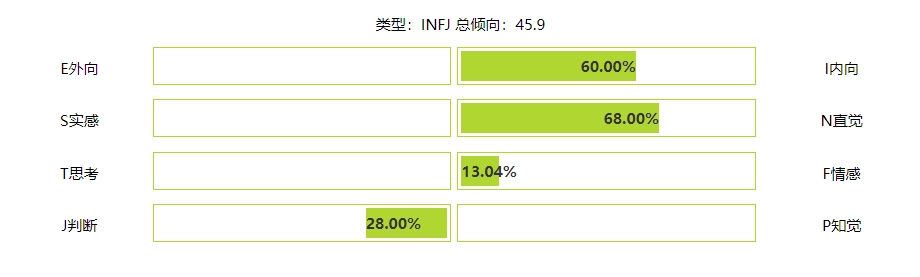 类型：INFJ 总倾向：45.9
E外向 60.00% I内向
S实感 68.00% N直觉
T思考 13.04% F情感
J判断 28.00% P知觉